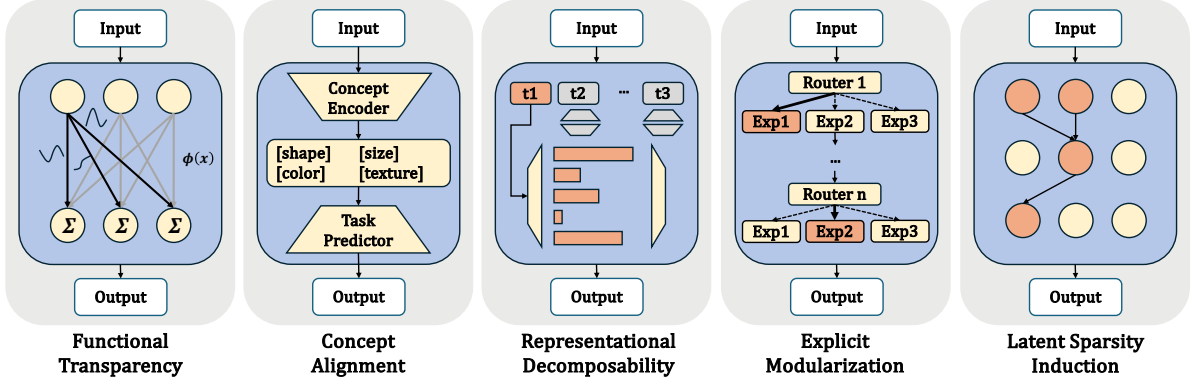 Input
ϕ(x)
Σ Σ Σ
Output
Functional
Transparency
Input
Concept
Encoder
[shape] [size]
[color] [texture]
Task
Predictor
Output
Concept
Alignment
Input
t1 t2 ... t3
Output
Representational
Decomposability
Input
Router 1
Exp1 Exp2 Exp3
...
Router n
Exp1 Exp2 Exp3
Output
Explicit
Modularization
Input
Output
Latent Sparsity
Induction